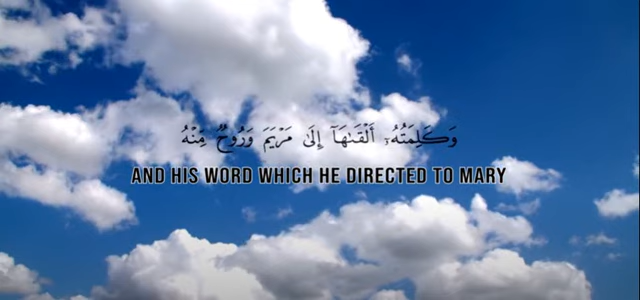 وَكَلِمَتُهُۥٓ أَلْقَىٰهَآ إِلَىٰ مَرْيَمَ وَرُوحٌ مِّنْهُ
AND HIS WORD WHICH HE DIRECTED TO MARY